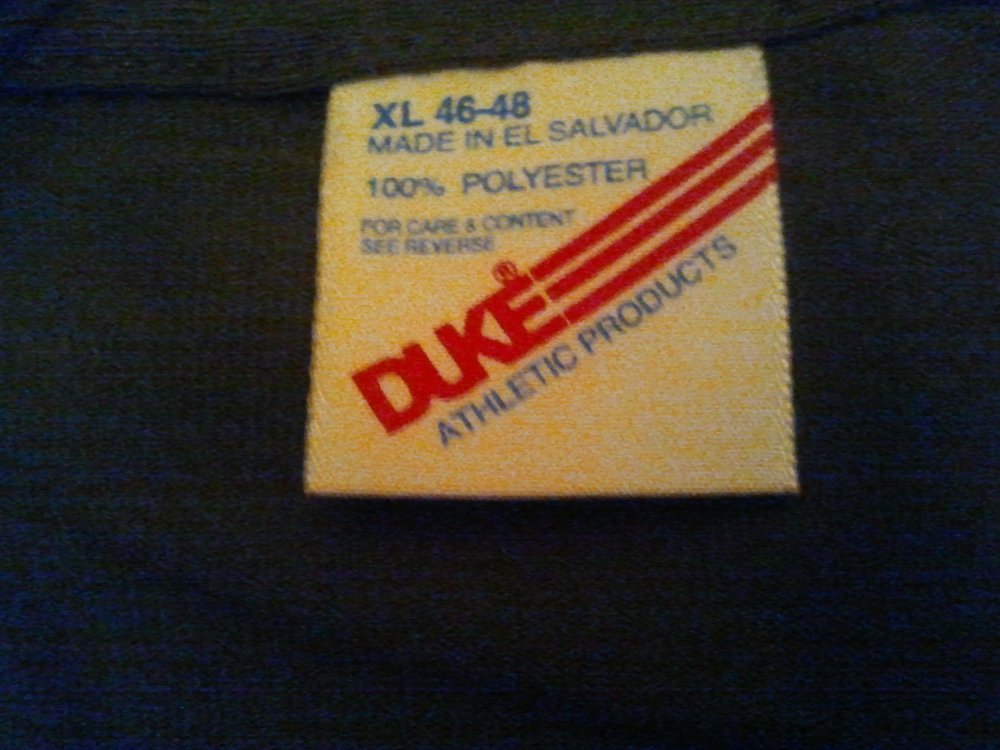 XL 46-48
MADE IN EL SALVADOR
100% POLYESTER
FOR CARE & CONTENT
SEE REVERSE
DUKE®
ATHLETIC PRODUCTS